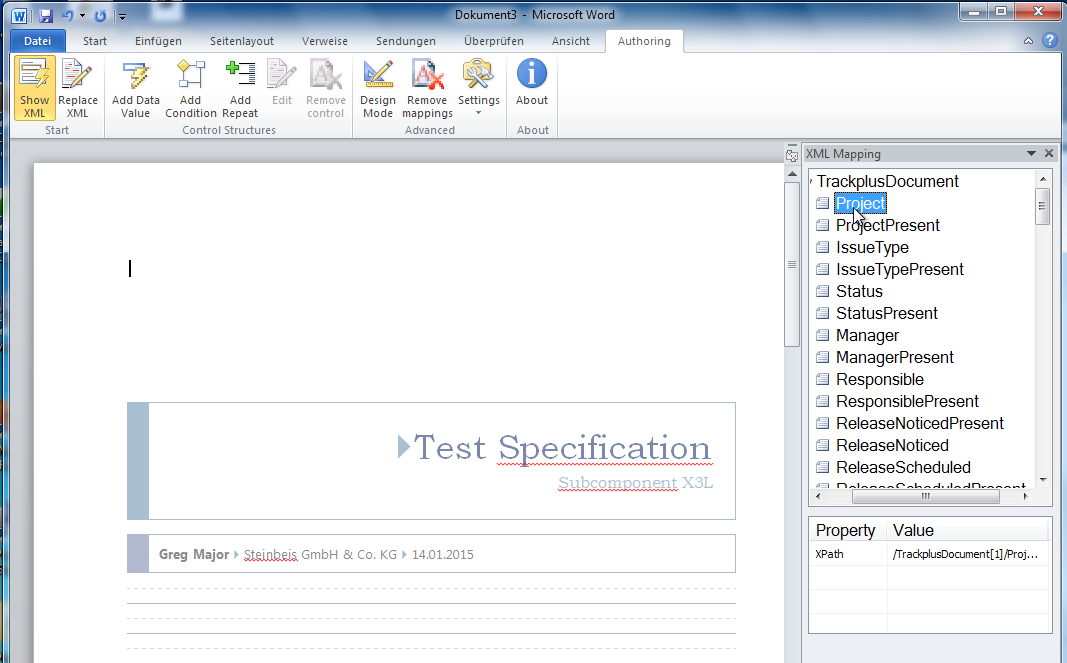 Dokument3 - Microsoft Word
Datei Start Einfügen Seitenlayout Verweise Sendungen Überprüfen Ansicht Authoring
Show XML
Replace XML
Add Data Value
Add Condition
Add Repeat
Edit
Remove control
Design Mode
Remove mappings
Settings
About
Start Control Structures Advanced About
XML Mapping
TrackplusDocument
Project
ProjectPresent
IssueType
IssueTypePresent
Status
StatusPresent
Manager
ManagerPresent
Responsible
ResponsiblePresent
ReleaseNoticedPresent
ReleaseNoticed
ReleaseScheduled
ReleaseScheduledPresent
Property Value
XPath /TrackplusDocument[1]/Proj...
Test Specification
Subcomponent X3L
Greg Major Steinbeis GmbH & Co. KG 14.01.2015